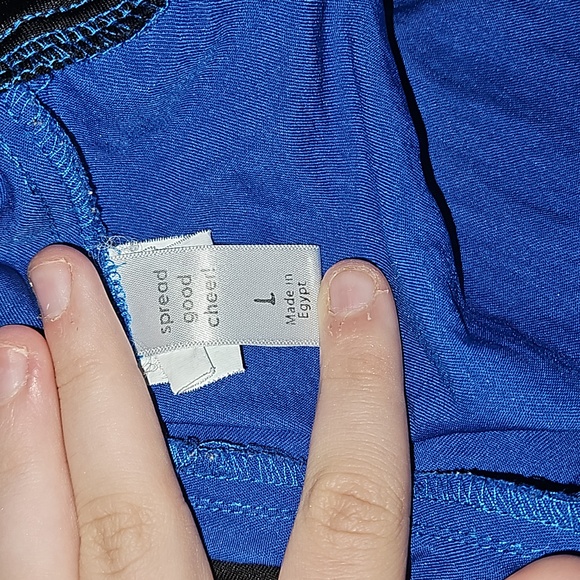 spread
good
cheer!
L
Made in
Egypt